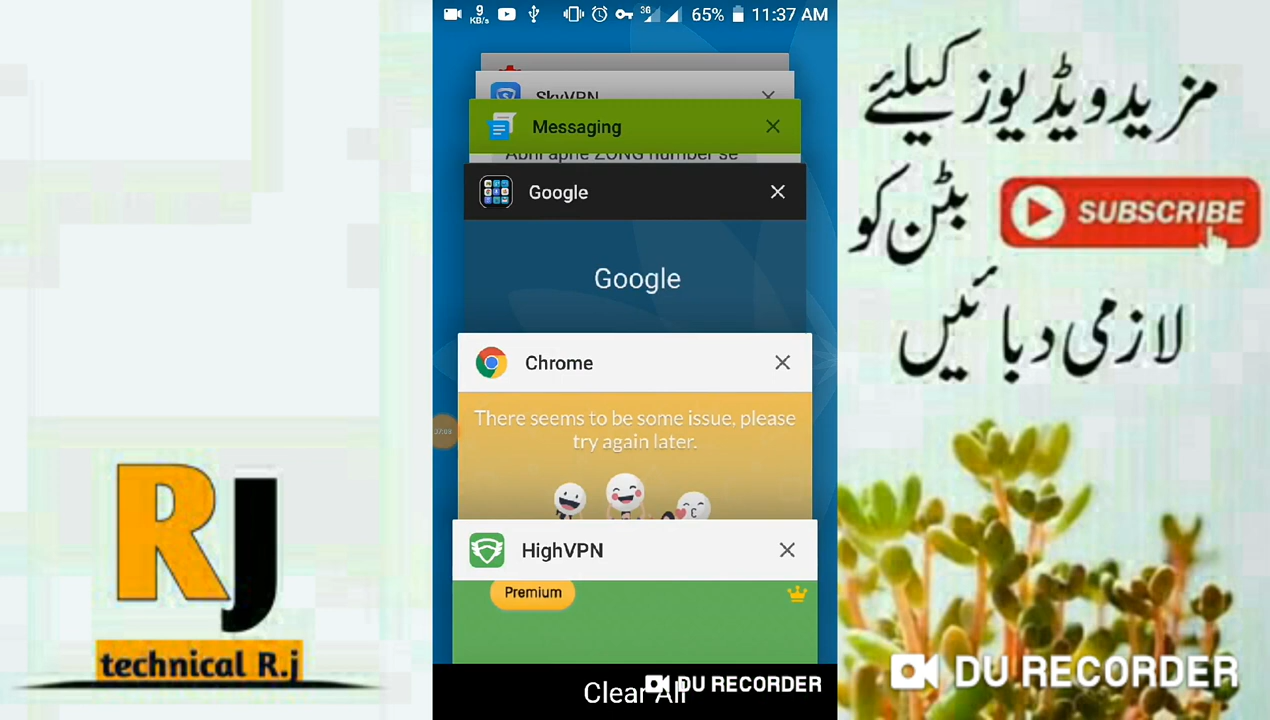 9
KB/s
3G
65%
11:37 AM
SkyVPN
Messaging
Abhi apne ZONG number se
Google
Google
Chrome
There seems to be some issue, please
try again later.
HighVPN
Premium
Clear All
DU RECORDER
مزید ویڈیوز کیلئے
SUBSCRIBE
بٹن کو
لازمی دبائیں
DU RECORDER
RJ
technical R.j